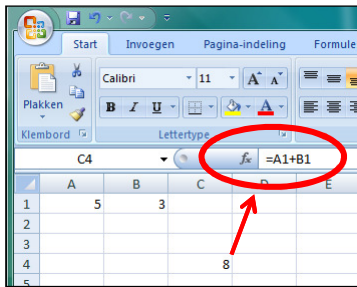 Start Invoegen Pagina-indeling Formule
Plakken
Calibri 11 A A
B I U A
Klembord Lettertype
C4 fx =A1+B1
A B C D E
1 5 3
2
3
4 8
5